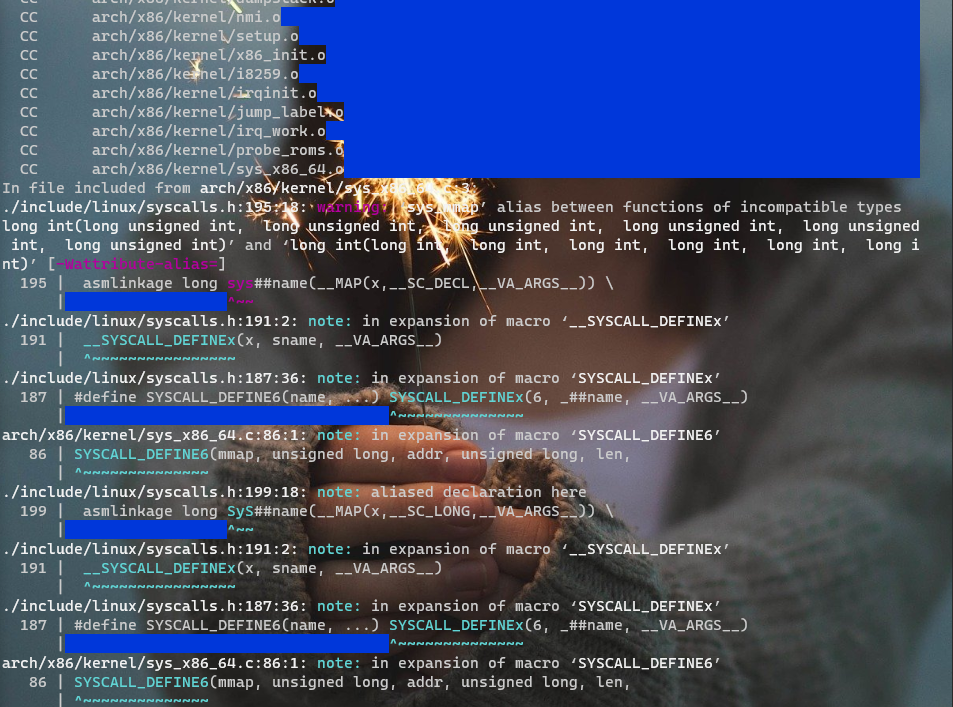 CC arch/x86/kernel/dumpstack.o
CC arch/x86/kernel/nmi.o
CC arch/x86/kernel/setup.o
CC arch/x86/kernel/x86_init.o
CC arch/x86/kernel/i8259.o
CC arch/x86/kernel/irqinit.o
CC arch/x86/kernel/jump_label.o
CC arch/x86/kernel/irq_work.o
CC arch/x86/kernel/probe_roms.o
CC arch/x86/kernel/sys_x86_64.o
In file included from arch/x86/kernel/sys_x86_64.c:3:
./include/linux/syscalls.h:195:18: warning: ‘sys_mmap’ alias between functions of incompatible types
long int(long unsigned int,  long unsigned int,  long unsigned int,  long unsigned int,  long unsigned
 int,  long unsigned int)’ and ‘long int(long int,  long int,  long int,  long int,  long int,  long i
nt)’ [-Wattribute-alias=]
  195 |  asmlinkage long sys##name(__MAP(x,__SC_DECL,__VA_ARGS__)) \
      |                  ^~~
./include/linux/syscalls.h:191:2: note: in expansion of macro ‘__SYSCALL_DEFINEx’
  191 |  __SYSCALL_DEFINEx(x, sname, __VA_ARGS__)
      |  ^~~~~~~~~~~~~~~~~
./include/linux/syscalls.h:187:36: note: in expansion of macro ‘SYSCALL_DEFINEx’
  187 | #define SYSCALL_DEFINE6(name, ...) SYSCALL_DEFINEx(6, _##name, __VA_ARGS__)
      |                                    ^~~~~~~~~~~~~~~
arch/x86/kernel/sys_x86_64.c:86:1: note: in expansion of macro ‘SYSCALL_DEFINE6’
   86 | SYSCALL_DEFINE6(mmap, unsigned long, addr, unsigned long, len,
      | ^~~~~~~~~~~~~~~
./include/linux/syscalls.h:199:18: note: aliased declaration here
  199 |  asmlinkage long SyS##name(__MAP(x,__SC_LONG,__VA_ARGS__)) \
      |                  ^~~
./include/linux/syscalls.h:191:2: note: in expansion of macro ‘__SYSCALL_DEFINEx’
  191 |  __SYSCALL_DEFINEx(x, sname, __VA_ARGS__)
      |  ^~~~~~~~~~~~~~~~~
./include/linux/syscalls.h:187:36: note: in expansion of macro ‘SYSCALL_DEFINEx’
  187 | #define SYSCALL_DEFINE6(name, ...) SYSCALL_DEFINEx(6, _##name, __VA_ARGS__)
      |                                    ^~~~~~~~~~~~~~~
arch/x86/kernel/sys_x86_64.c:86:1: note: in expansion of macro ‘SYSCALL_DEFINE6’
   86 | SYSCALL_DEFINE6(mmap, unsigned long, addr, unsigned long, len,
      | ^~~~~~~~~~~~~~~